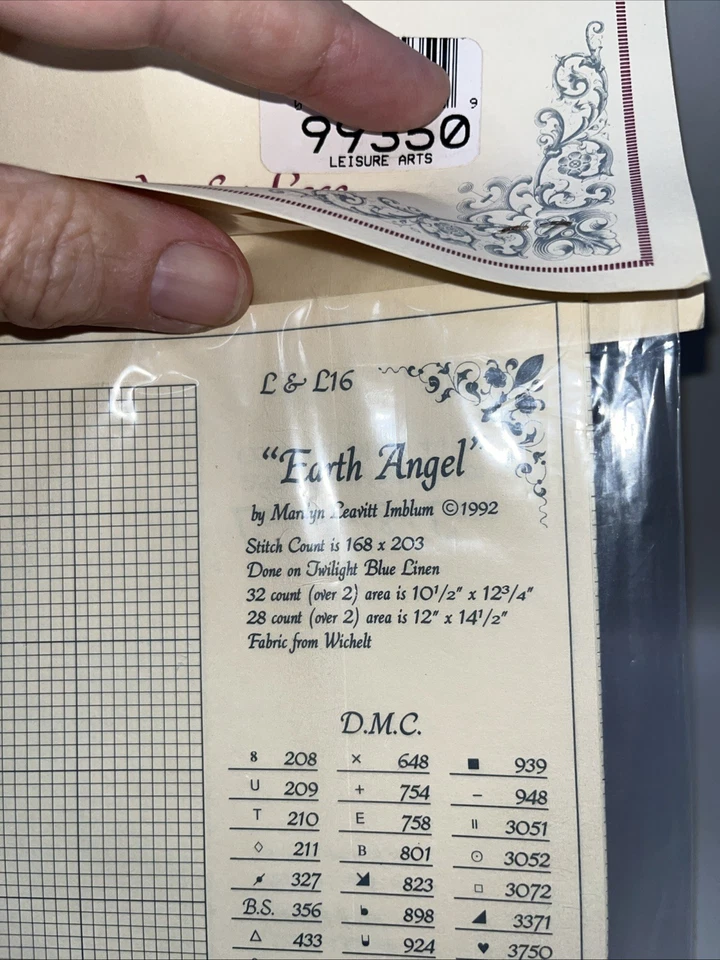 9
99350
LEISURE ARTS
L & L16
"Earth Angel"
by Marilyn Leavitt Imblum ©1992
Stitch Count is 168 x 203
Done on Twilight Blue Linen
32 count (over 2) area is 10 1/2" x 12 3/4"
28 count (over 2) area is 12" x 14 1/2"
Fabric from Wichelt
D.M.C.
8 208 × 648 ■ 939
U 209 + 754 – 948
T 210 E 758 II 3051
◇ 211 B 801 ⊙ 3052
327 823 □ 3072
B.S. 356 898 ◢ 3371
△ 433 924 ♥ 3750